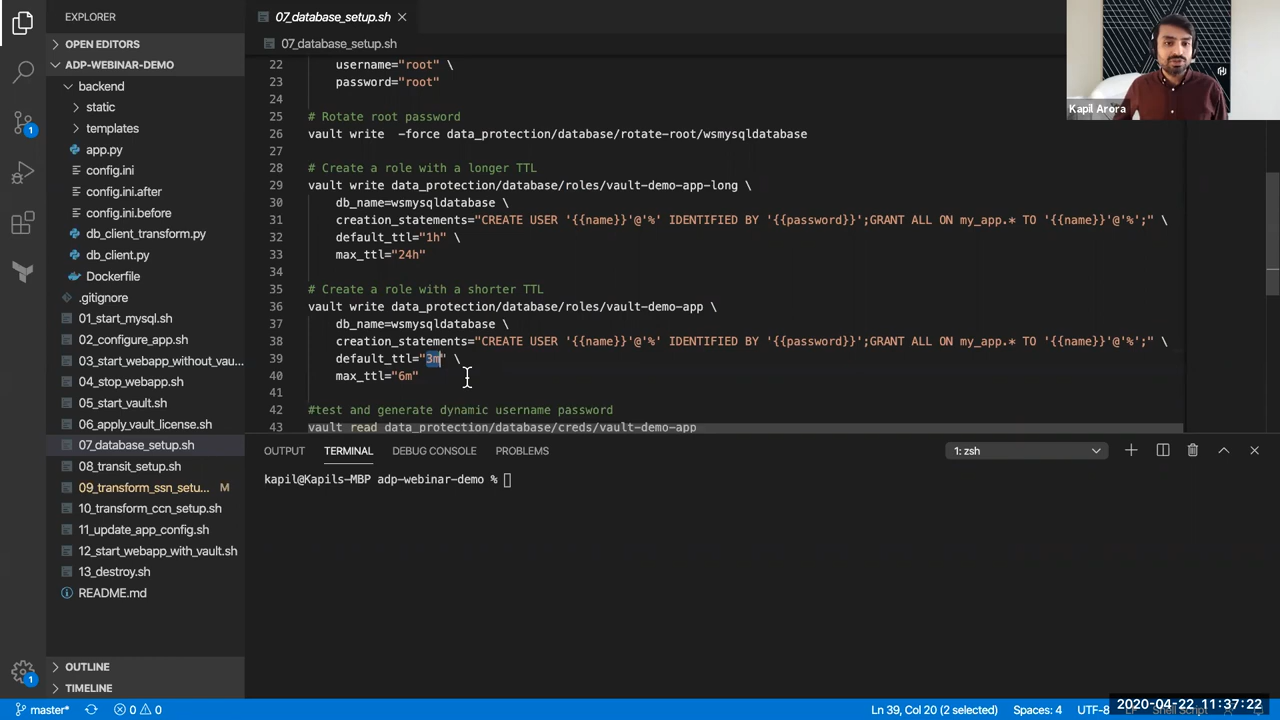 EXPLORER
OPEN EDITORS
ADP-WEBINAR-DEMO
backend
static
templates
app.py
config.ini
config.ini.after
config.ini.before
db_client_transform.py
db_client.py
Dockerfile
.gitignore
01_start_mysql.sh
02_configure_app.sh
03_start_webapp_without_vau...
04_stop_webapp.sh
05_start_vault.sh
06_apply_vault_license.sh
07_database_setup.sh
08_transit_setup.sh
09_transform_ssn_setu... M
10_transform_ccn_setup.sh
11_update_app_config.sh
12_start_webapp_with_vault.sh
13_destroy.sh
README.md
OUTLINE
TIMELINE
1
1
07_database_setup.sh
07_database_setup.sh
22 username="root" \
23 password="root"
24
25 # Rotate root password
26 vault write  -force data_protection/database/rotate-root/wsmysqldatabase
27
28 # Create a role with a longer TTL
29 vault write data_protection/database/roles/vault-demo-app-long \
30 db_name=wsmysqldatabase \
31 creation_statements="CREATE USER '{{name}}'@'%' IDENTIFIED BY '{{password}}';GRANT ALL ON my_app.* TO '{{name}}'@'%';" \
32 default_ttl="1h" \
33 max_ttl="24h"
34
35 # Create a role with a shorter TTL
36 vault write data_protection/database/roles/vault-demo-app \
37 db_name=wsmysqldatabase \
38 creation_statements="CREATE USER '{{name}}'@'%' IDENTIFIED BY '{{password}}';GRANT ALL ON my_app.* TO '{{name}}'@'%';" \
39 default_ttl="3m" \
40 max_ttl="6m"
41
42 #test and generate dynamic username password
43 vault read data_protection/database/creds/vault-demo-app
Kapil Arora
OUTPUT TERMINAL DEBUG CONSOLE PROBLEMS 1: zsh
kapil@Kapils-MBP adp-webinar-demo %
master* 0 0 Ln 39, Col 20 (2 selected) Spaces: 4 UTF-8
2020-04-22 11:37:22